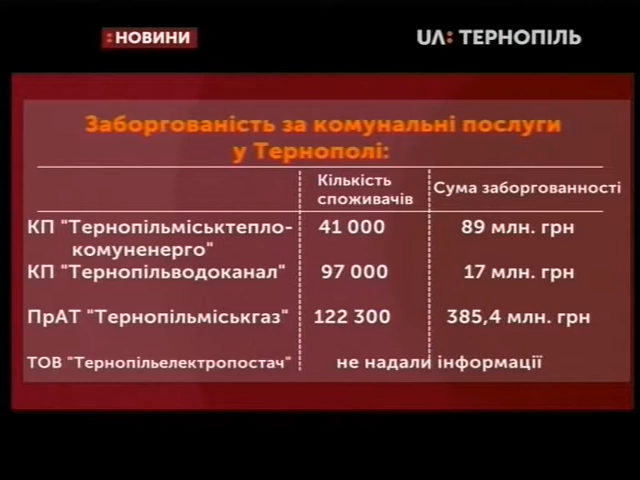 :НОВИНИ
UA: ТЕРНОПІЛЬ
Заборгованість за комунальні послуги
у Тернополі:
Кількість
споживачів
Сума заборгованності
КП "Тернопільміськтепло-
комуненерго"
41 000
89 млн. грн
КП "Тернопільводоканал"
97 000
17 млн. грн
ПрАТ "Тернопільміськгаз"
122 300
385,4 млн. грн
ТОВ "Тернопільелектропостач"
не надали інформації